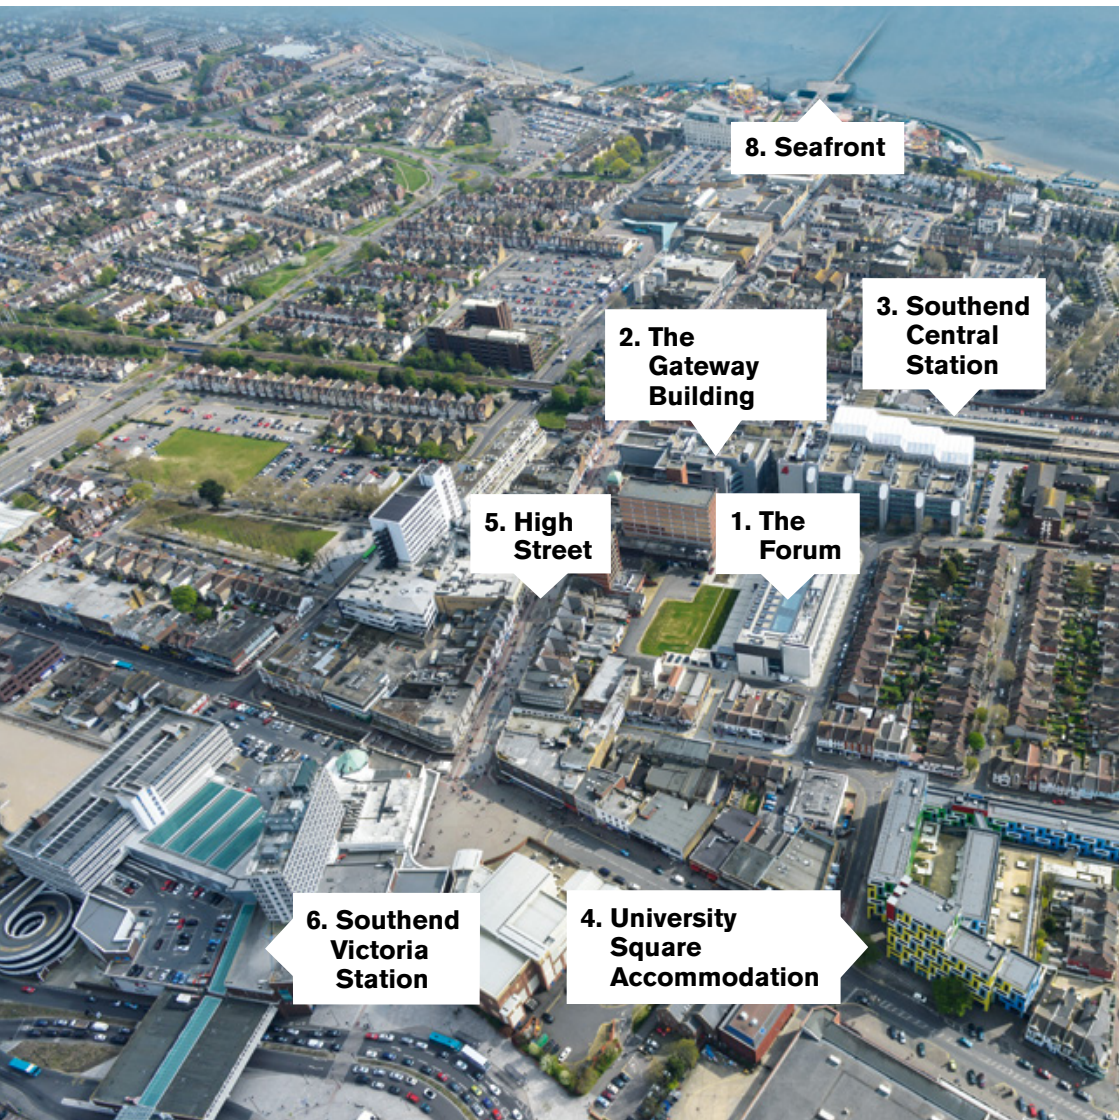 8. Seafront
3. Southend
Central
Station
2. The
Gateway
Building
5. High
Street
1. The
Forum
6. Southend
Victoria
Station
4. University
Square
Accommodation